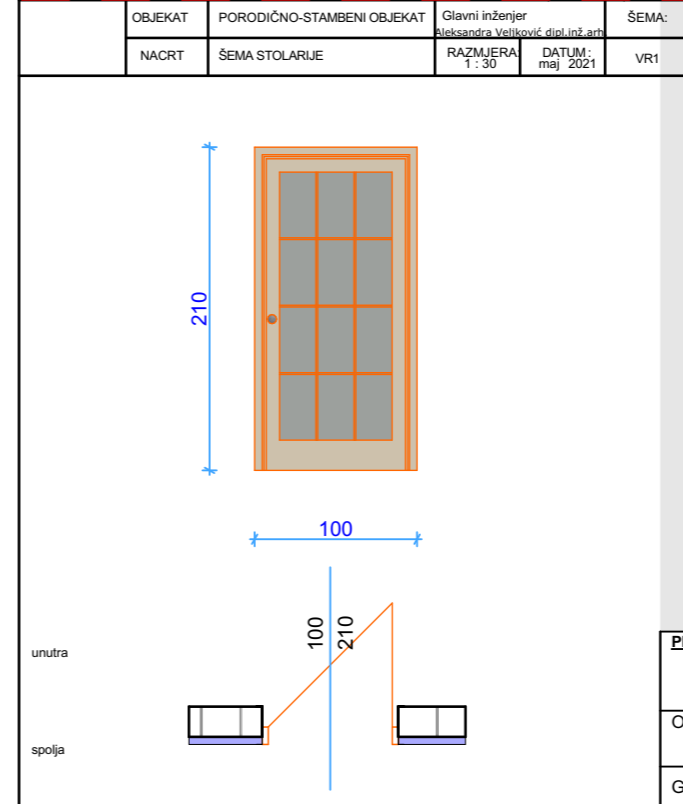 OBJEKAT
PORODIČNO-STAMBENI OBJEKAT
Glavni inženjer
Aleksandra Veljković dipl.inž.arh
ŠEMA:
NACRT
ŠEMA STOLARIJE
RAZMJERA:
1 : 30
DATUM :
maj 2021
VR1
210
100
100
210
unutra
spolja
O
G